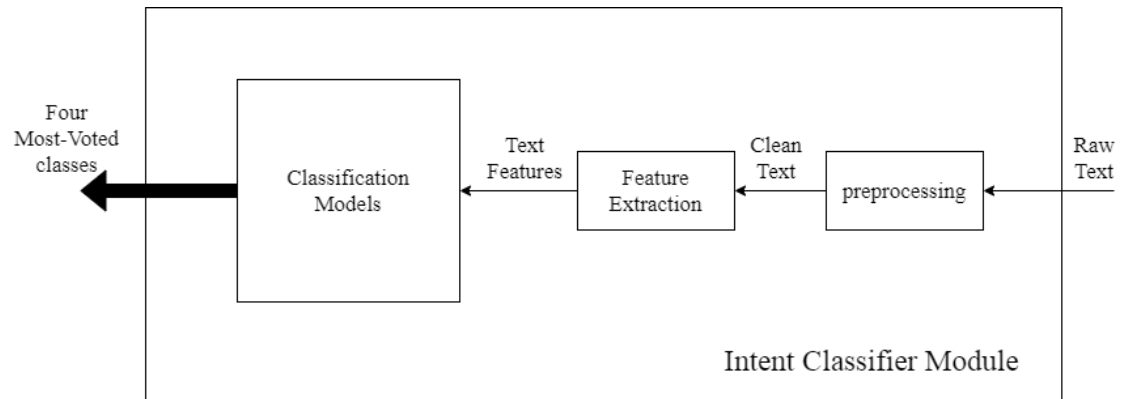 Four
Most-Voted
classes
Classification
Models
Text
Features
Feature
Extraction
Clean
Text
preprocessing
Raw
Text
Intent Classifier Module